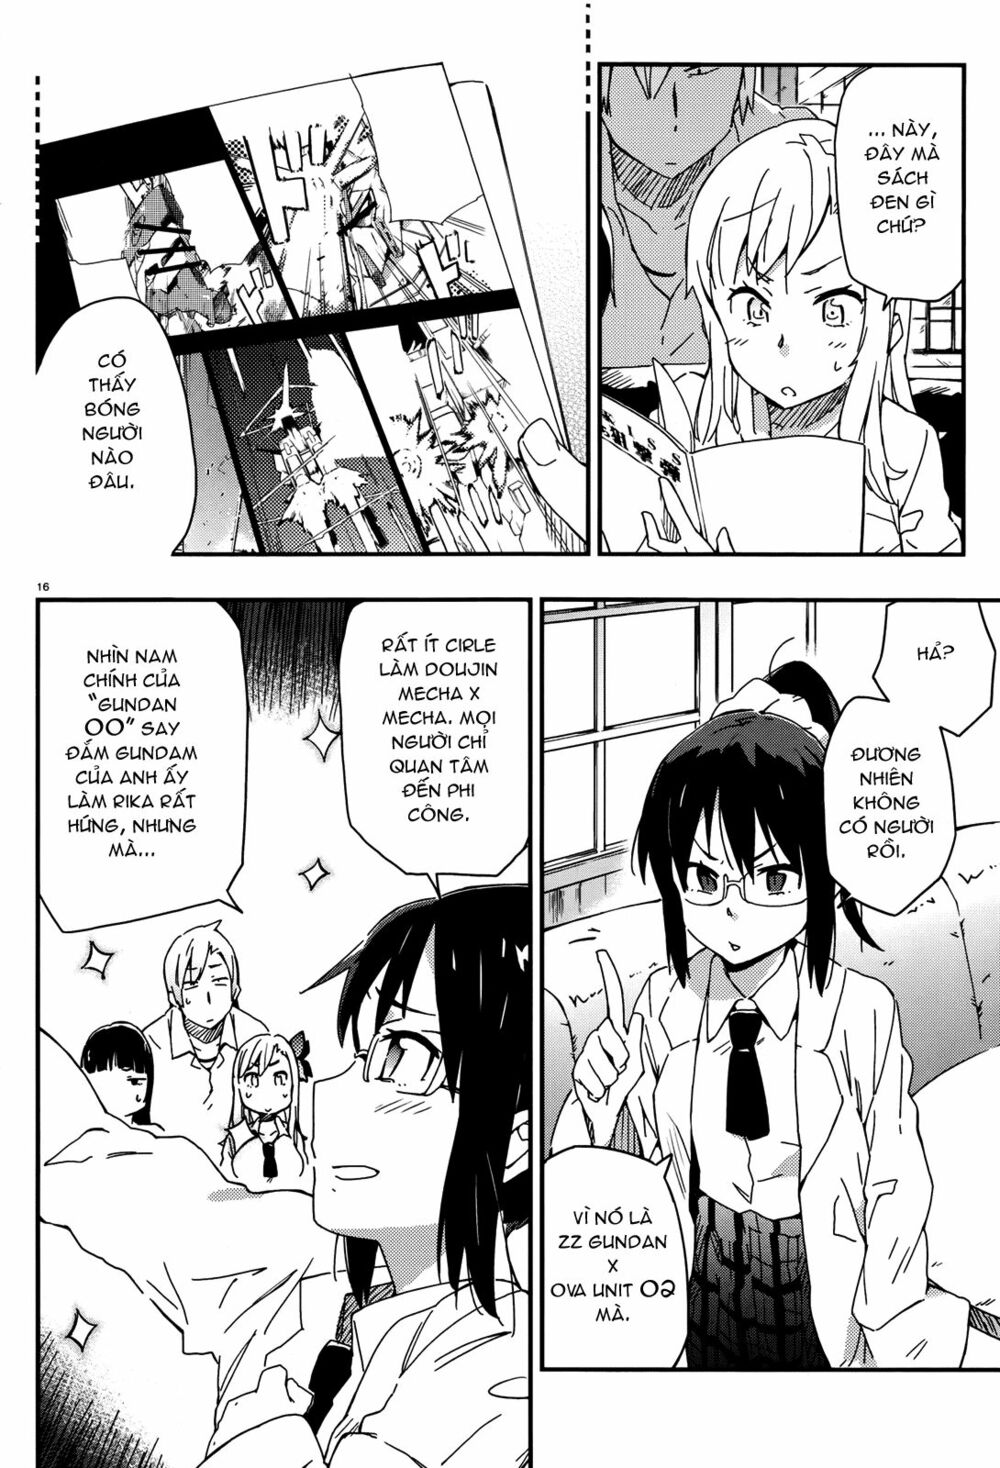 ... NÀY,
ĐÂY MÀ
SÁCH
ĐEN GÌ
CHỨ?
CÓ
THẤY
BÓNG
NGƯỜI
NÀO
ĐÂU.
16
HẢ?
ĐƯƠNG
NHIÊN
KHÔNG
CÓ NGƯỜI
RỒI.
VÌ NÓ LÀ
ZZ GUNDAN
X
OVA UNIT 02
MÀ.
RẤT ÍT CIRLE
LÀM DOUJIN
MECHA X
MECHA. MỌI
NGƯỜI CHỈ
QUAN TÂM
ĐẾN PHI
CÔNG.
NHÌN NAM
CHÍNH CỦA
"GUNDAN
OO" SAY
ĐẮM GUNDAM
CỦA ANH ẤY
LÀM RIKA RẤT
HỨNG, NHƯNG
MÀ...